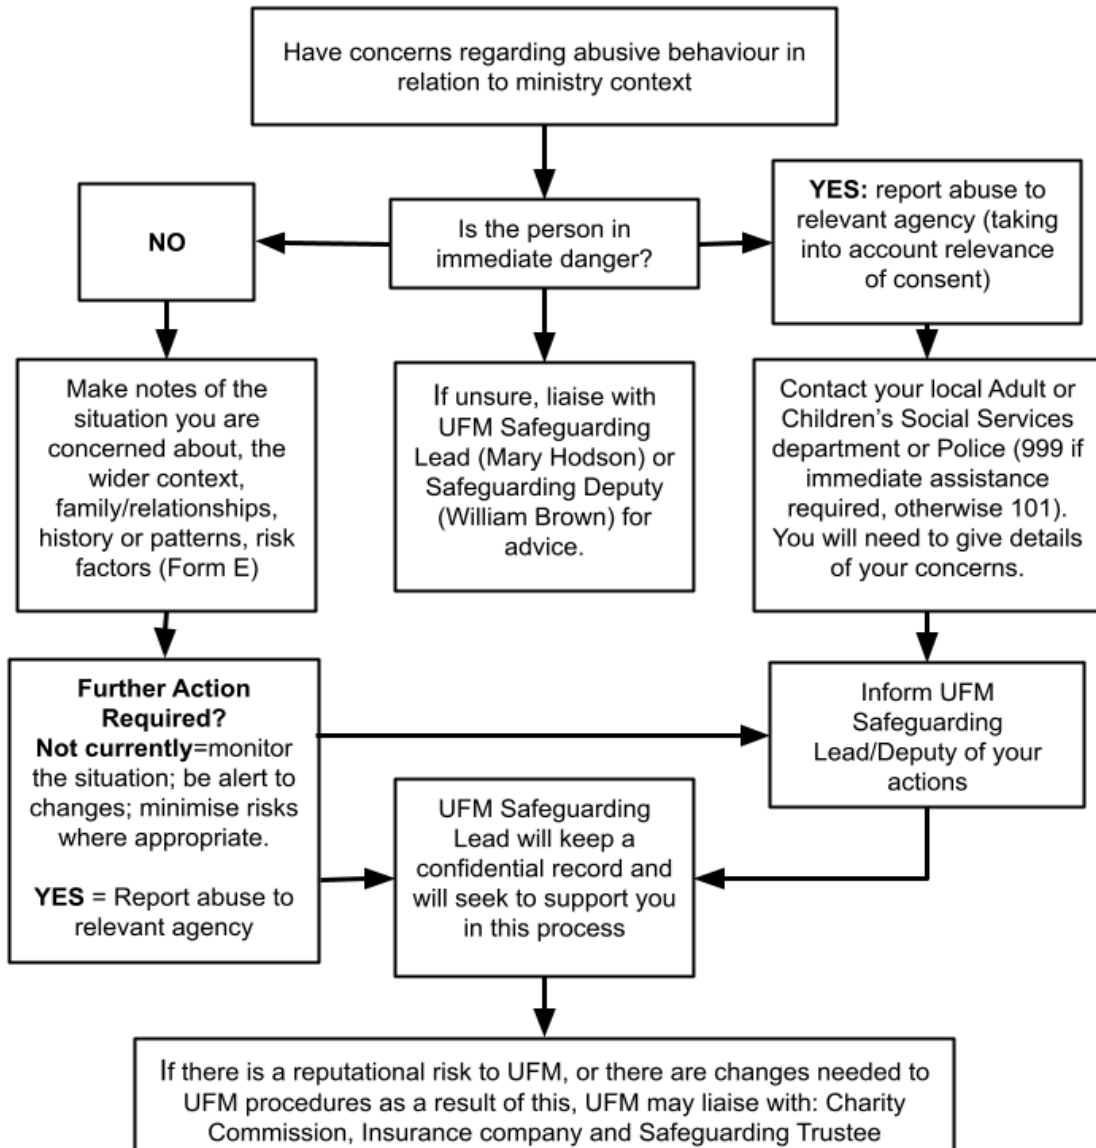 Have concerns regarding abusive behaviour in
relation to ministry context
NO
Is the person in
immediate danger?
YES: report abuse to
relevant agency (taking
into account relevance
of consent)
Make notes of the
situation you are
concerned about, the
wider context,
family/relationships,
history or patterns, risk
factors (Form E)
If unsure, liaise with
UFM Safeguarding
Lead (Mary Hodson) or
Safeguarding Deputy
(William Brown) for
advice.
Contact your local Adult or
Children’s Social Services
department or Police (999 if
immediate assistance
required, otherwise 101).
You will need to give details
of your concerns.
Further Action
Required?
Not currently=monitor
the situation; be alert to
changes; minimise risks
where appropriate.
YES = Report abuse to
relevant agency
Inform UFM
Safeguarding
Lead/Deputy of your
actions
UFM Safeguarding
Lead will keep a
confidential record and
will seek to support you
in this process
If there is a reputational risk to UFM, or there are changes needed to
UFM procedures as a result of this, UFM may liaise with: Charity
Commission, Insurance company and Safeguarding Trustee